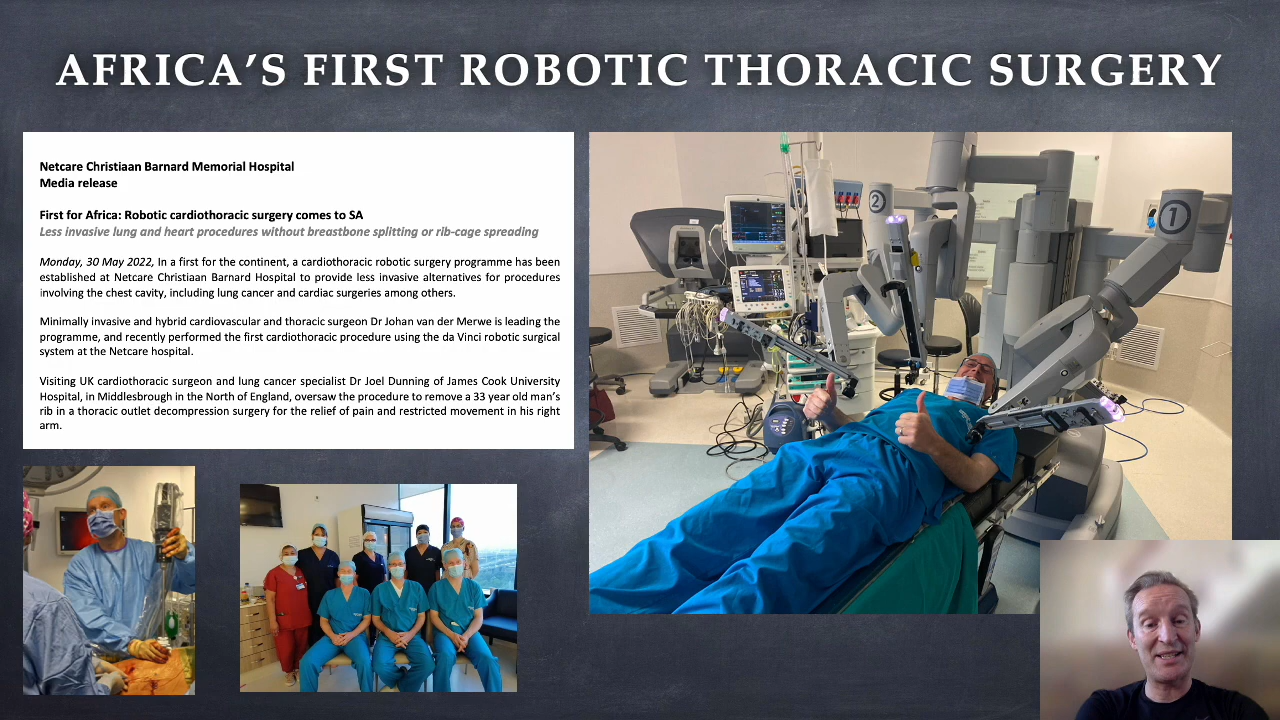 AFRICA'S FIRST ROBOTIC THORACIC SURGERY
Netcare Christiaan Barnard Memorial Hospital
Media release
First for Africa: Robotic cardiothoracic surgery comes to SA
Less invasive lung and heart procedures without breastbone splitting or rib-cage spreading
Monday, 30 May 2022, In a first for the continent, a cardiothoracic robotic surgery programme has been
established at Netcare Christiaan Barnard Hospital to provide less invasive alternatives for procedures
involving the chest cavity, including lung cancer and cardiac surgeries among others.
Minimally invasive and hybrid cardiovascular and thoracic surgeon Dr Johan van der Merwe is leading the
programme, and recently performed the first cardiothoracic procedure using the da Vinci robotic surgical
system at the Netcare hospital.
Visiting UK cardiothoracic surgeon and lung cancer specialist Dr Joel Dunning of James Cook University
Hospital, in Middlesbrough in the North of England, oversaw the procedure to remove a 33 year old man's
rib in a thoracic outlet decompression surgery for the relief of pain and restricted movement in his right
arm.
2
1